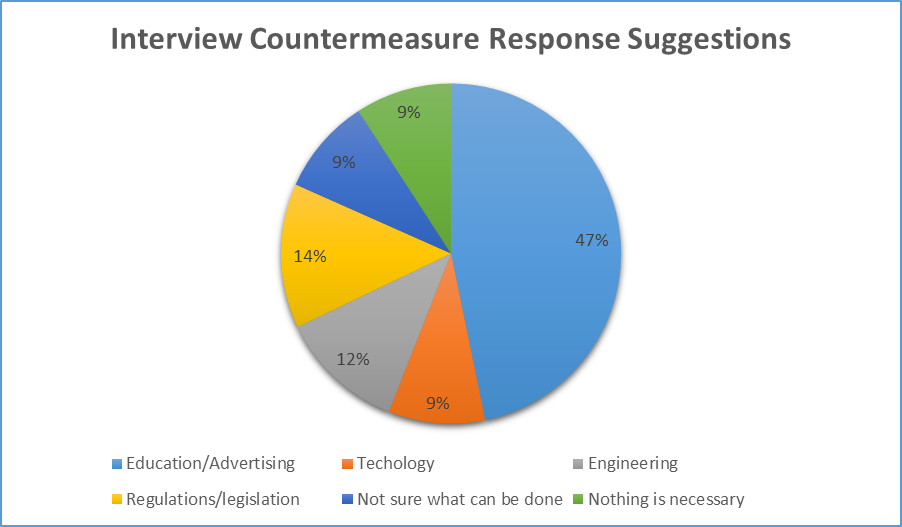 Interview Countermeasure Response Suggestions
9%
9%
47%
14%
12%
9%
Education/Advertising Techology Engineering
Regulations/legislation Not sure what can be done Nothing is necessary